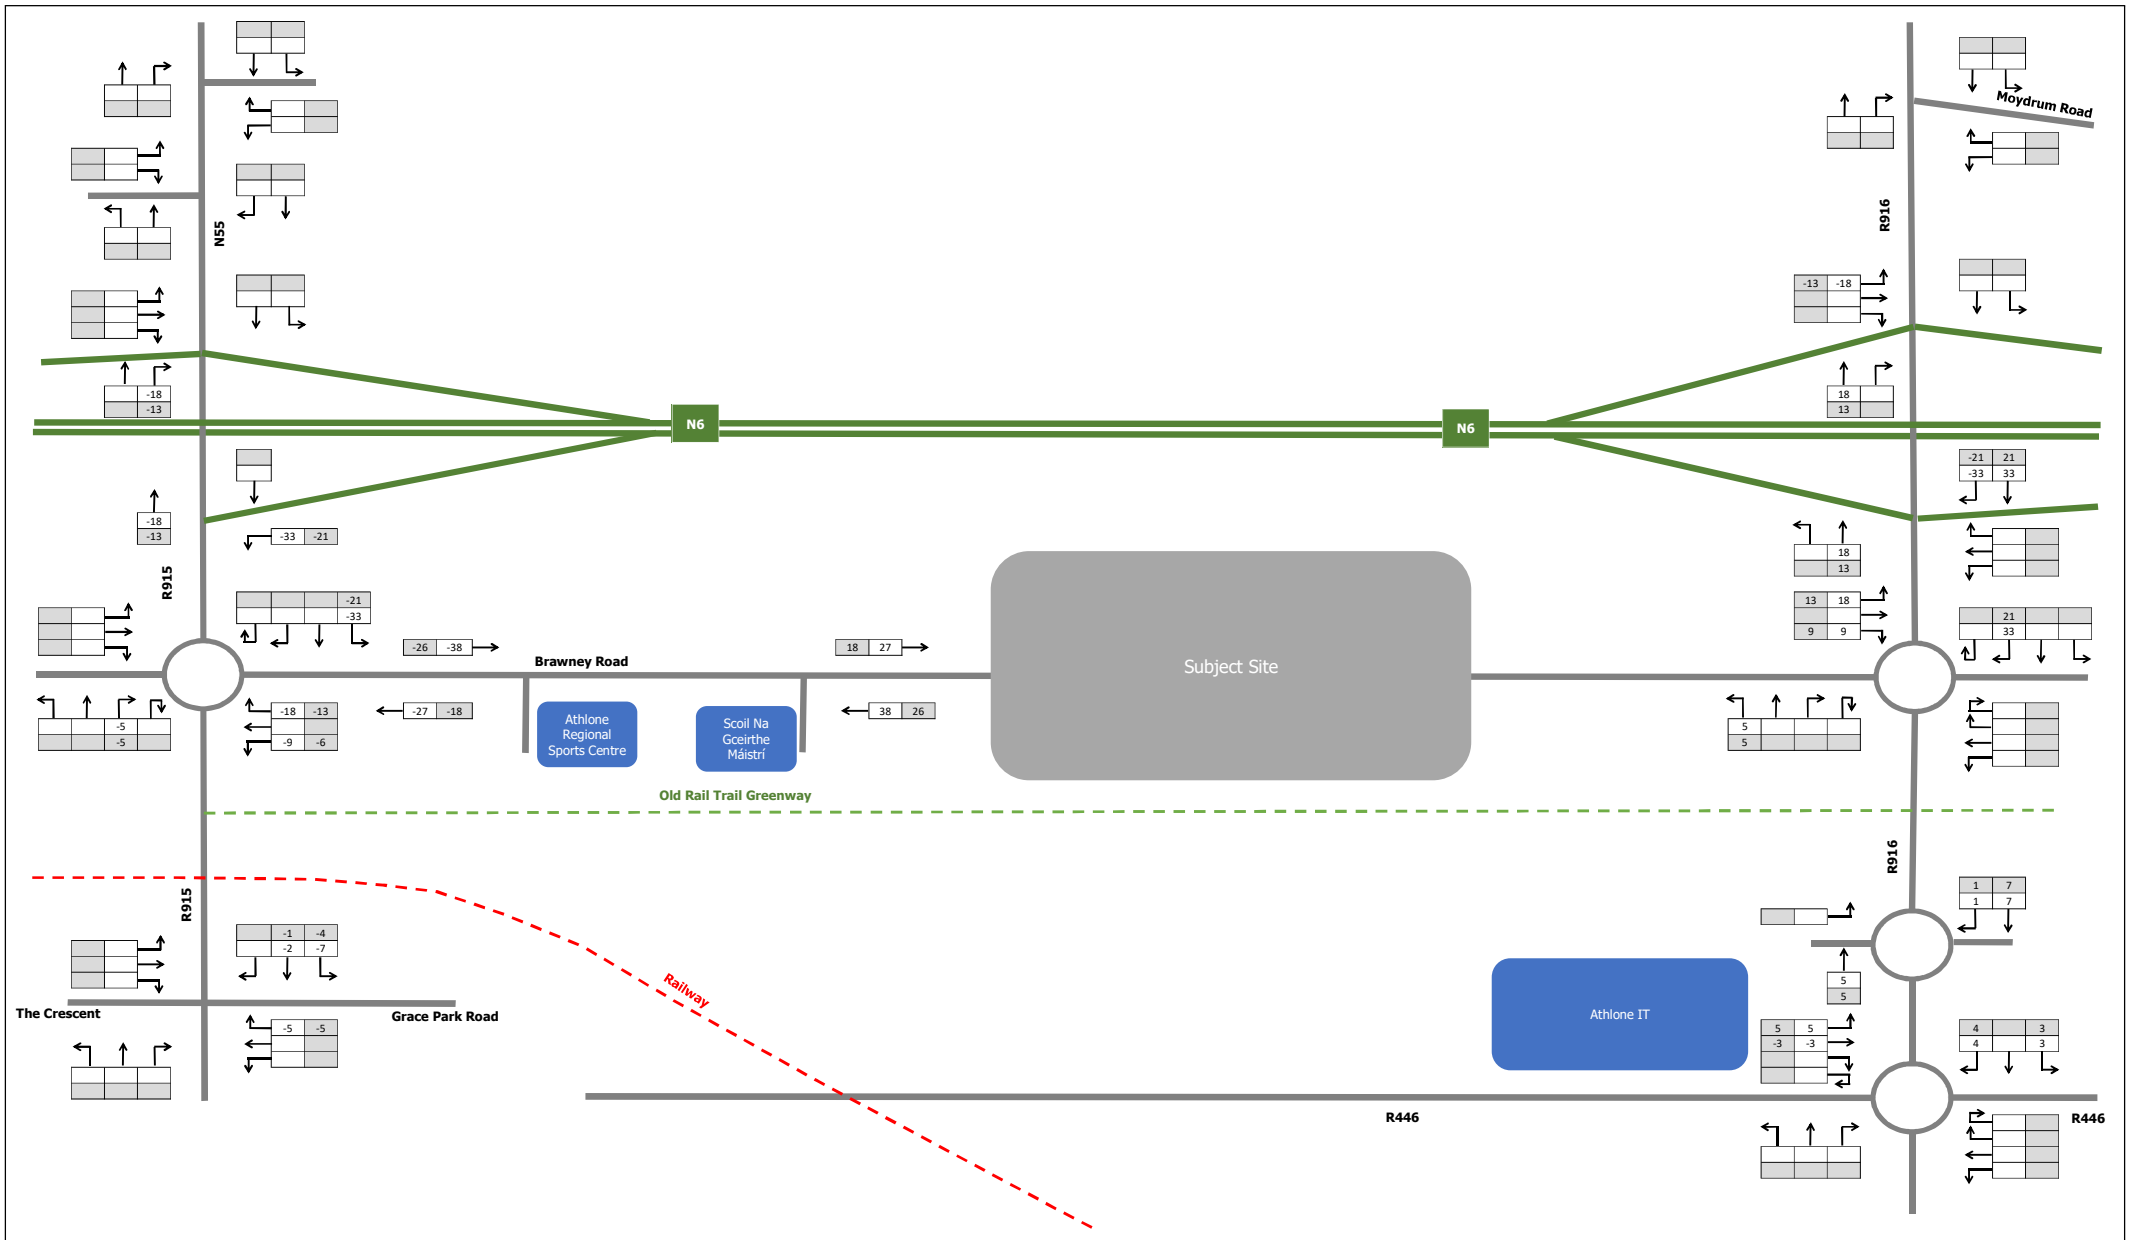 Moydrum Road
N55
R916
-13 -18
-18
-13
18
13
N6
N6
-21 21
-33 33
-18
-13
-33 -21
18
13
R915
-21
-33
13 18
9 9
21
33
-26 -38
18 27
Brawney Road
Subject Site
-5
-5
-18 -13
-9 -6
-27 -18
38 26
Athlone
Regional
Sports Centre
Scoil Na
Gceirthe
Máistrí
5
5
Old Rail Trail Greenway
R916
R915
1 7
1 7
-1 -4
-2 -7
Railway
5
5
The Crescent
Grace Park Road
Athlone IT
-5 -5
5 5
-3 -3
4 3
4 3
R446
R446